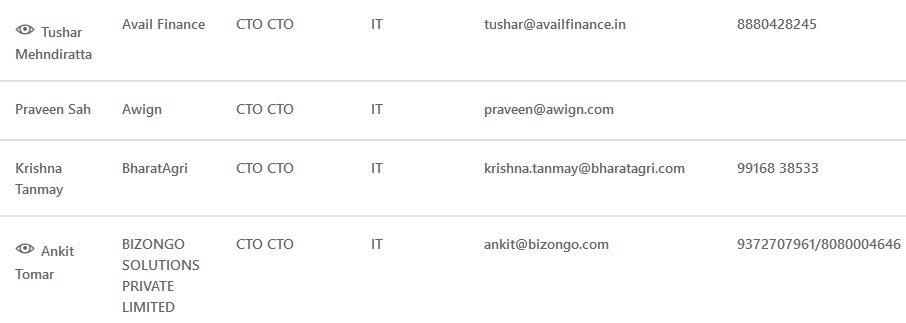 Tushar Mehndiratta Avail Finance CTO CTO IT tushar@availfinance.in 8880428245
Praveen Sah Awign CTO CTO IT praveen@awign.com
Krishna Tanmay BharatAgri CTO CTO IT krishna.tanmay@bharatagri.com 99168 38533
Ankit Tomar BIZONGO SOLUTIONS PRIVATE LIMITED CTO CTO IT ankit@bizongo.com 9372707961/8080004646